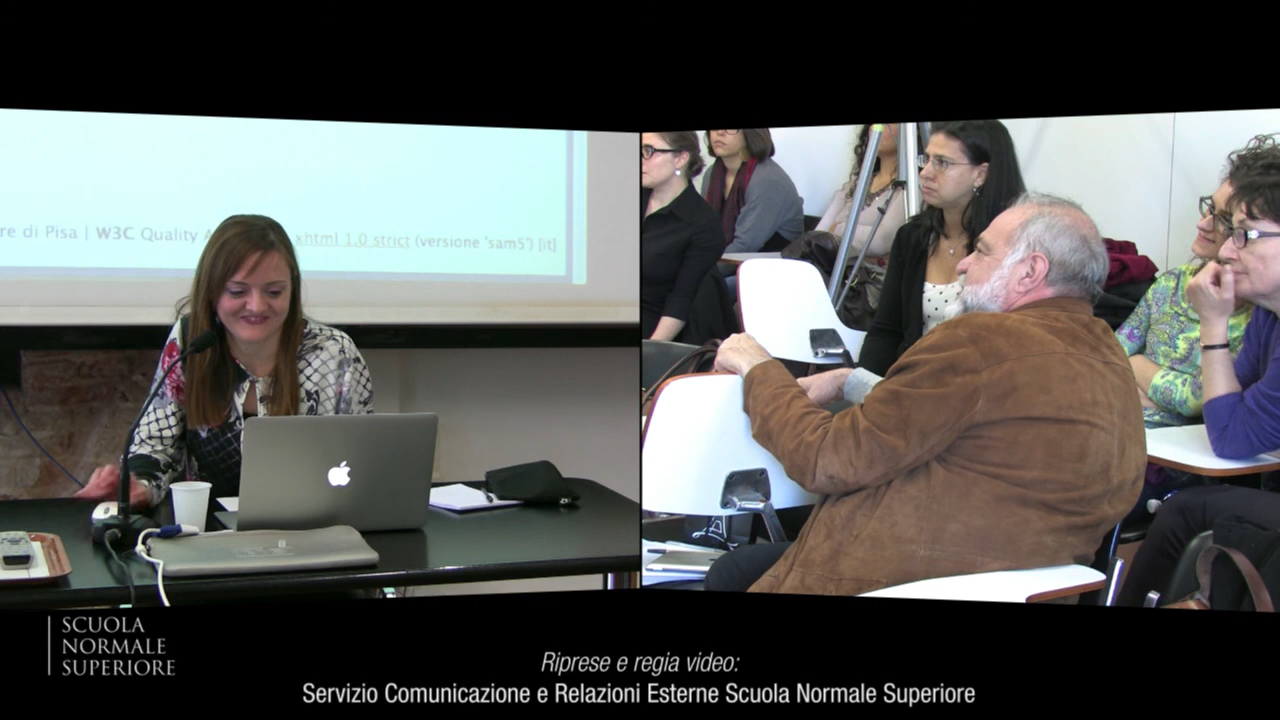 re di Pisa | W3C Quality A
xhtml 1.0 strict (versione 'sam5') [it]
SCUOLA
NORMALE
SUPERIORE
Riprese e regia video:
Servizio Comunicazione e Relazioni Esterne Scuola Normale Superiore